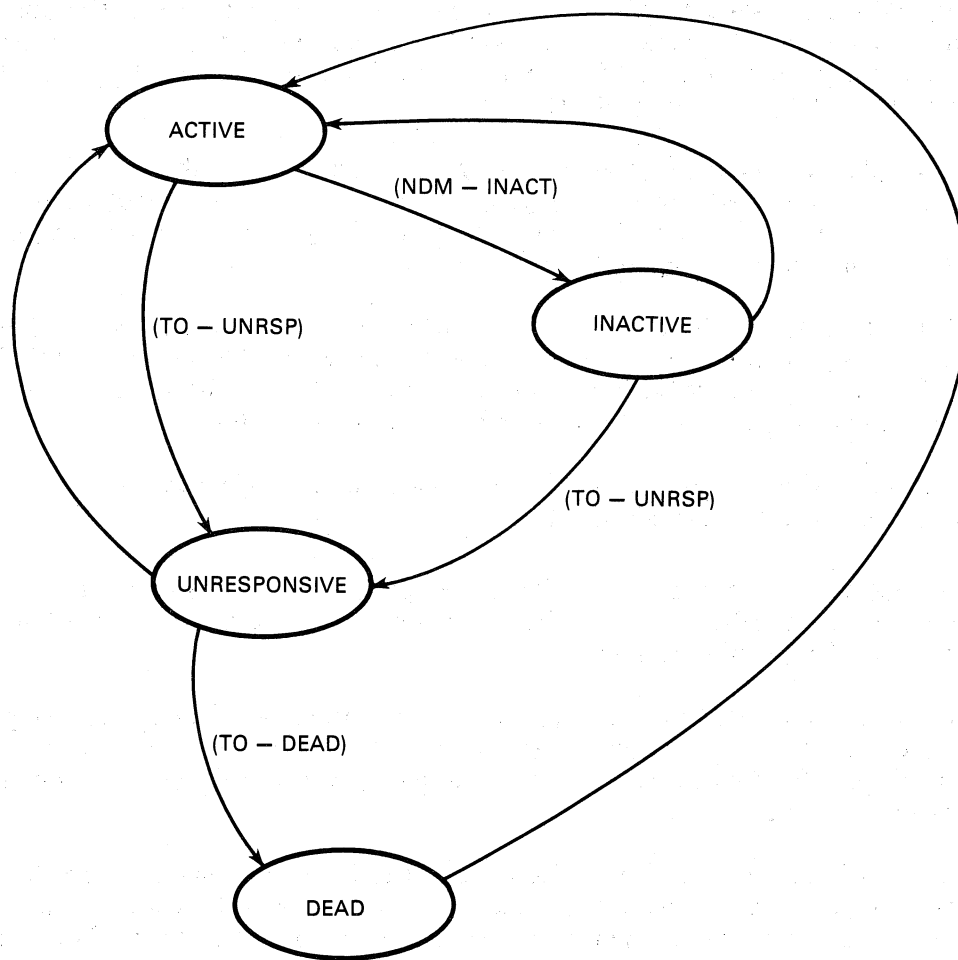 ACTIVE
(NDM — INACT)
(TO — UNRSP)
INACTIVE
(TO — UNRSP)
UNRESPONSIVE
(TO — DEAD)
DEAD